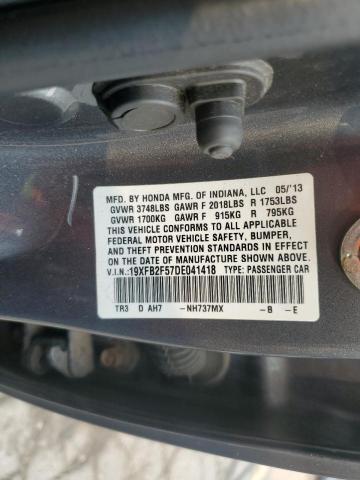 MFD. BY HONDA MFG. OF INDIANA, LLC 05/'13
GVWR 3748LBS GAWR F 2018LBS R 1753LBS
GVWR 1700KG GAWR F 915KG R 795KG
THIS VEHICLE CONFORMS TO ALL APPLICABLE
FEDERAL MOTOR VEHICLE SAFETY, BUMPER,
AND THEFT PREVENTION STANDARDS IN EFFECT
ON THE DATE OF MANUFACTURE SHOWN ABOVE.
V.I.N.:19XFB2F57DE041418 TYPE: PASSENGER CAR
TR3 D AH7 -NH737MX -B -E